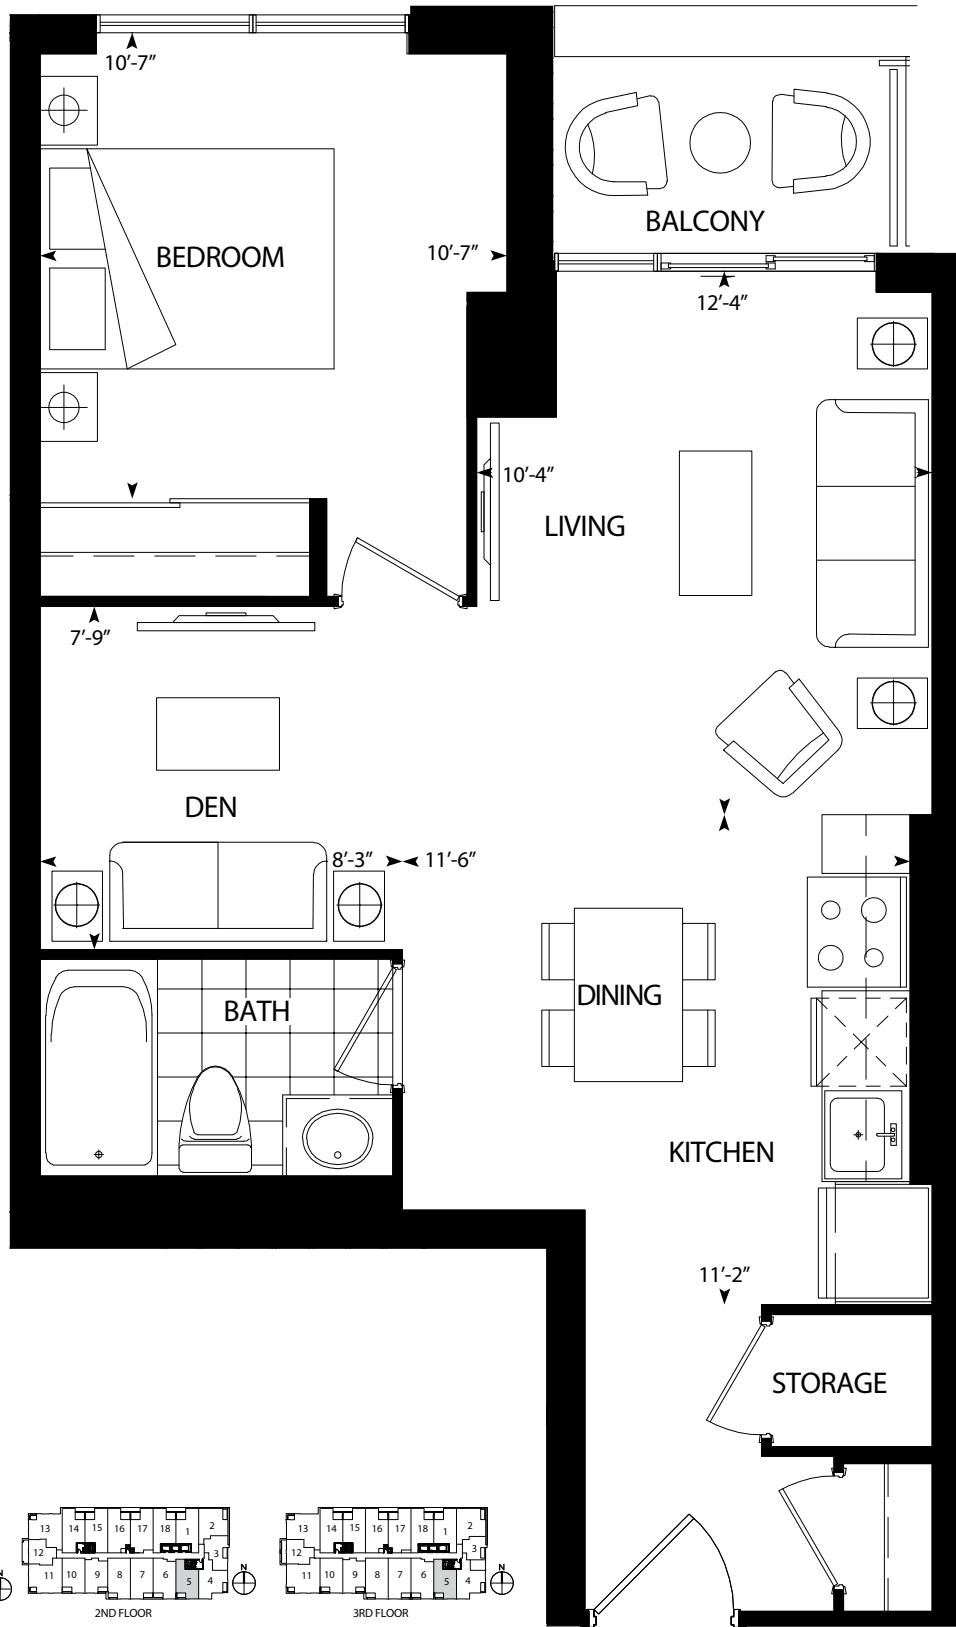 10'-7"
BALCONY
BEDROOM
10'-7"
12'-4"
10'-4"
LIVING
7'-9"
DEN
8'-3"
11'-6"
DINING
BATH
KITCHEN
11'-2"
STORAGE
13 14 15 16 17 18 1 2
12 3
11 10 9 8 7 6 5 4
N
N
2ND FLOOR
13 14 15 16 17 18 1 2
12 3
11 10 9 8 7 6 5 4
N
3RD FLOOR